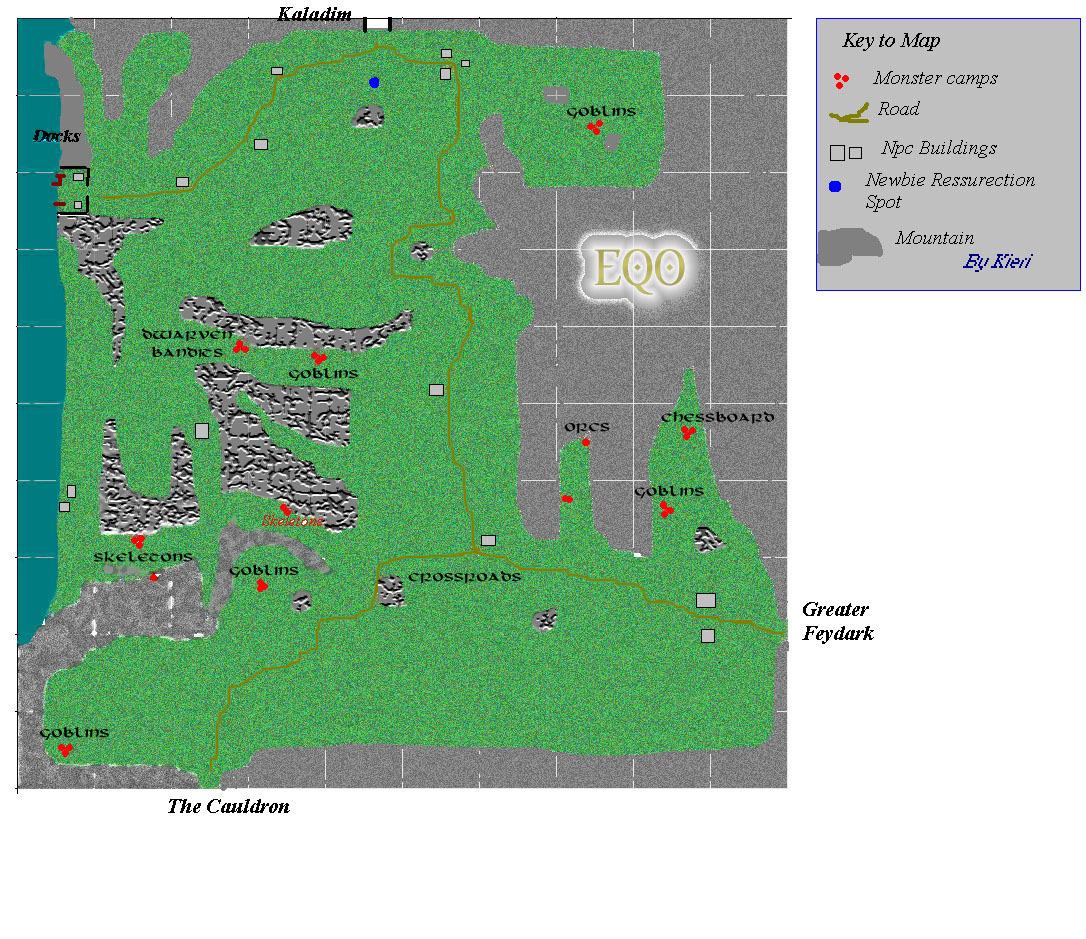 Kaladim
Key to Map
Monster camps
Road
Npc Buildings
Newbie Ressurection
Spot
Mountain
By Kieri
Goblins
Docks
EQO
Dwarven
Bandits
Goblins
Chessboard
Orcs
Goblins
Skeletons
Skeletons
Goblins
Crossroads
Greater
Feydark
Goblins
The Cauldron